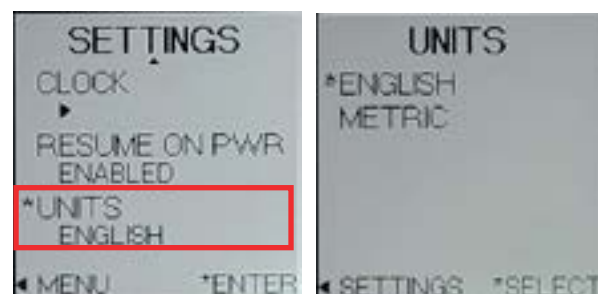 SETTINGS
CLOCK
RESUME ON PWR
ENABLED
*UNITS
ENGLISH
MENU *ENTER
UNITS
*ENGLISH
METRIC
SETTINGS *SELECT